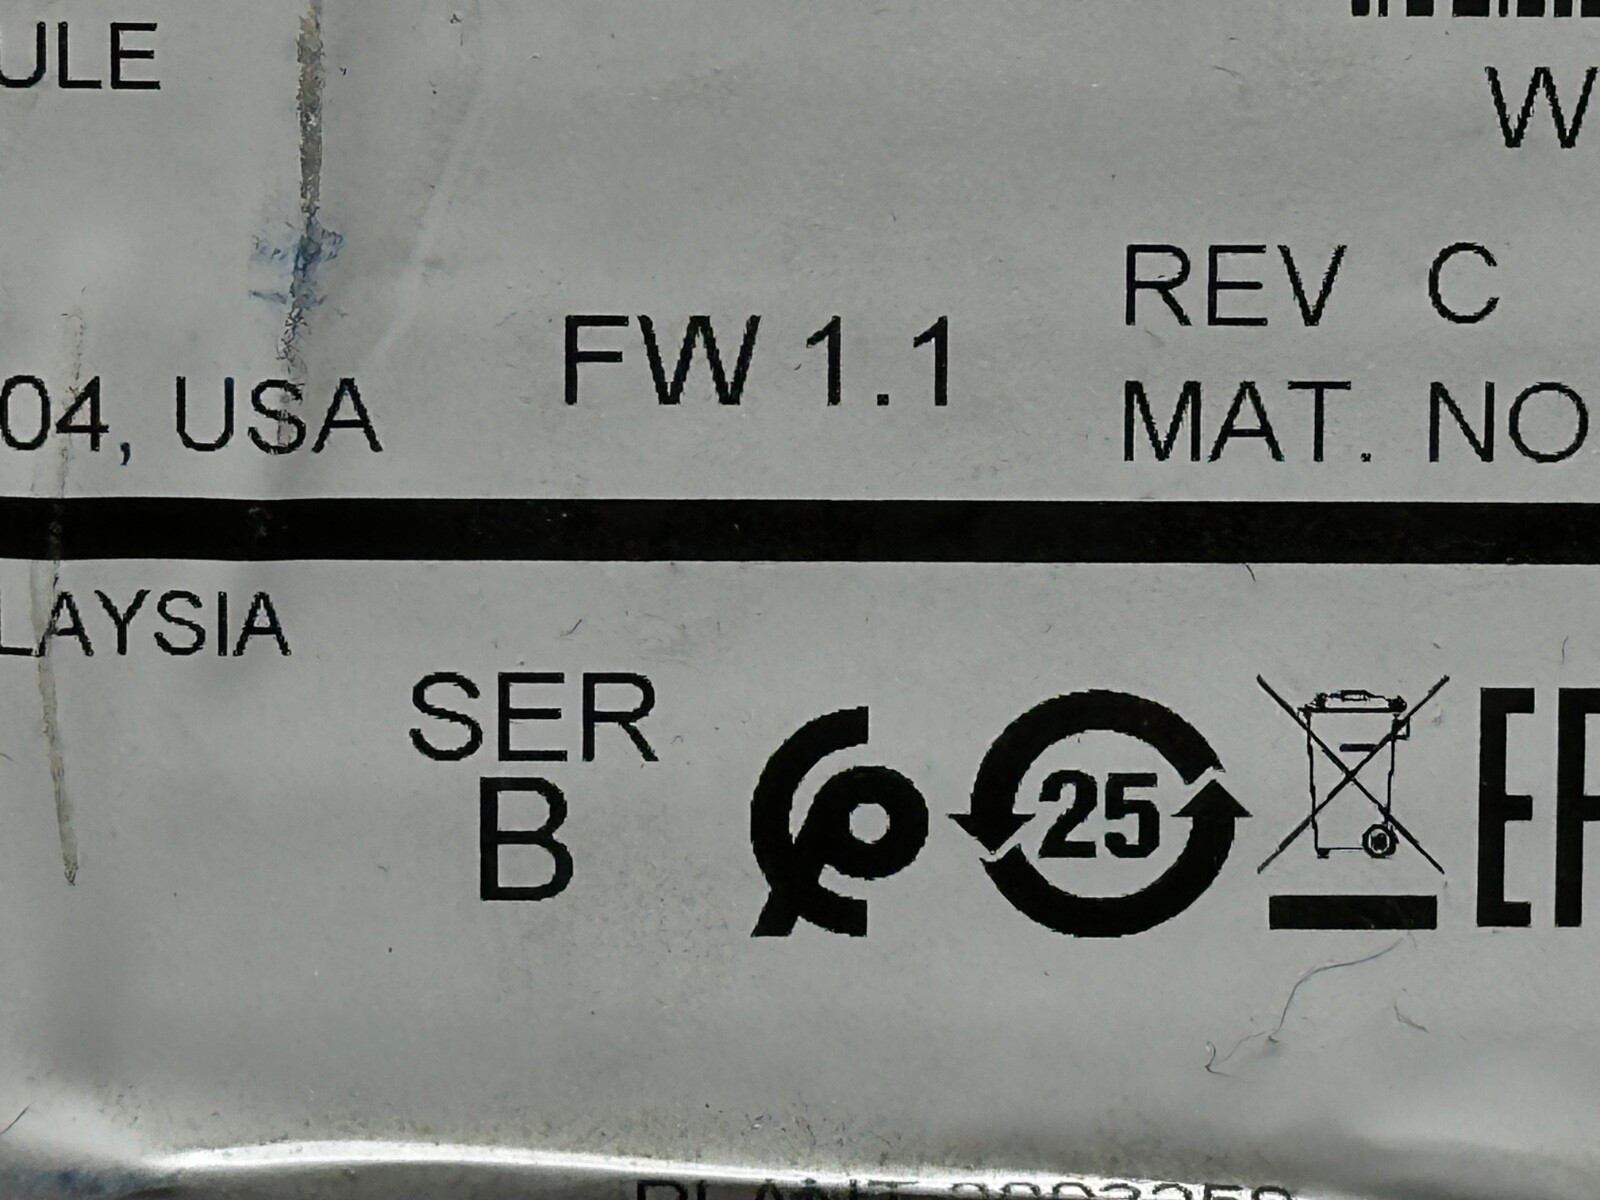 ULE
W
REV C
FW 1.1
04, USA
MAT. NO
LAYSIA
SER
B
25